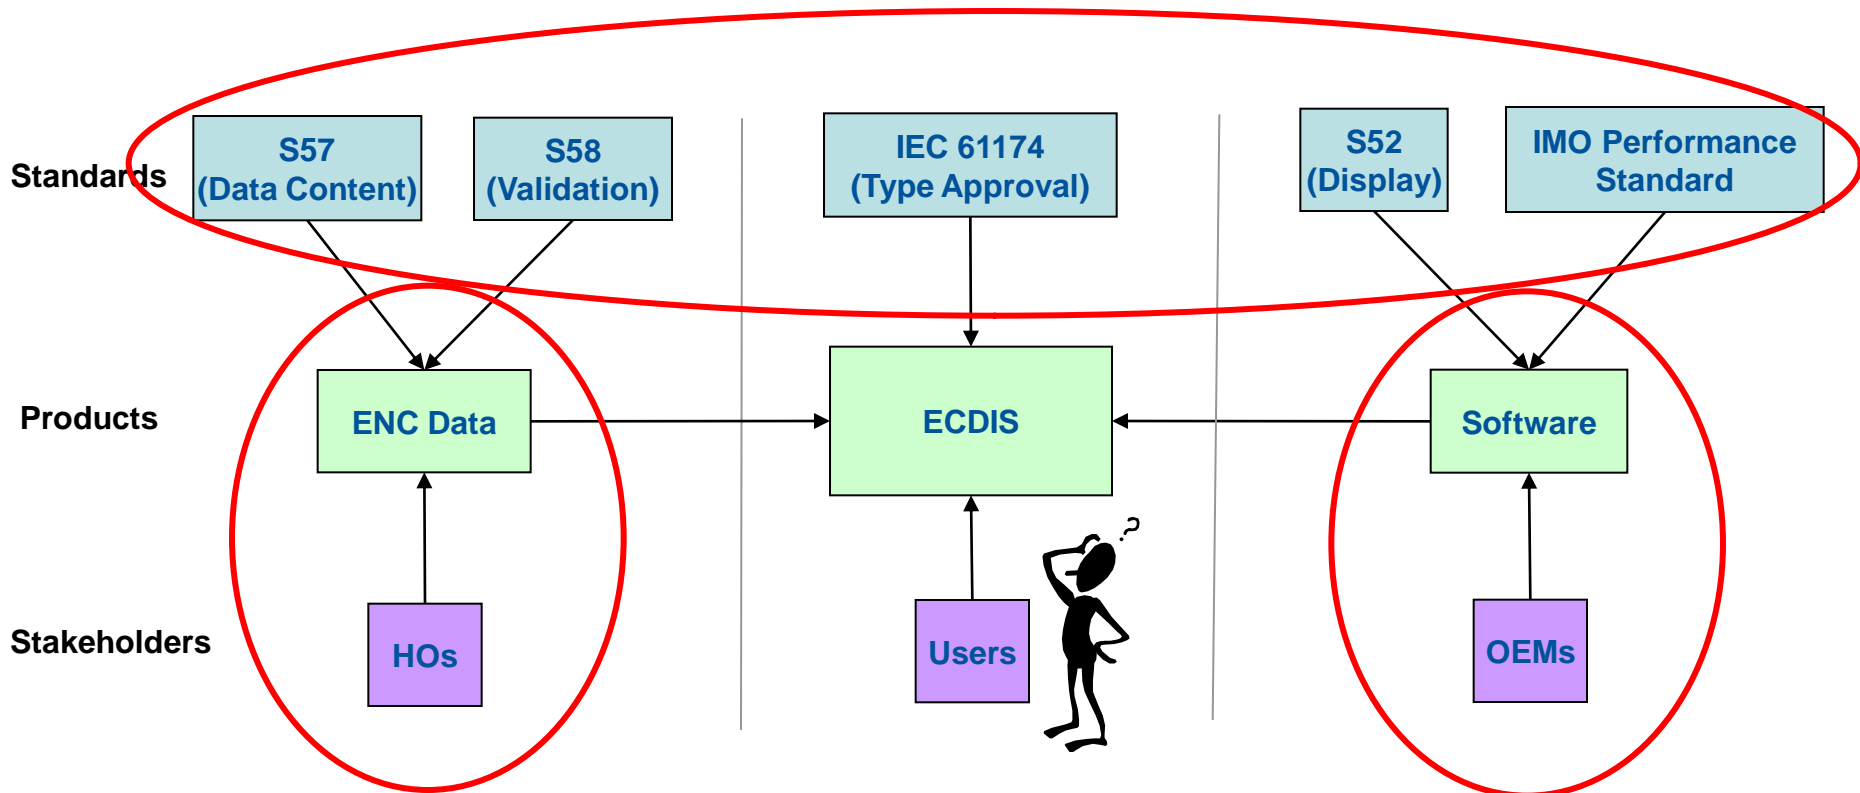 Standards
S57
(Data Content)
S58
(Validation)
IEC 61174
(Type Approval)
S52
(Display)
IMO Performance
Standard
Products
ENC Data
ECDIS
Software
?
Stakeholders
HOs
Users
OEMs